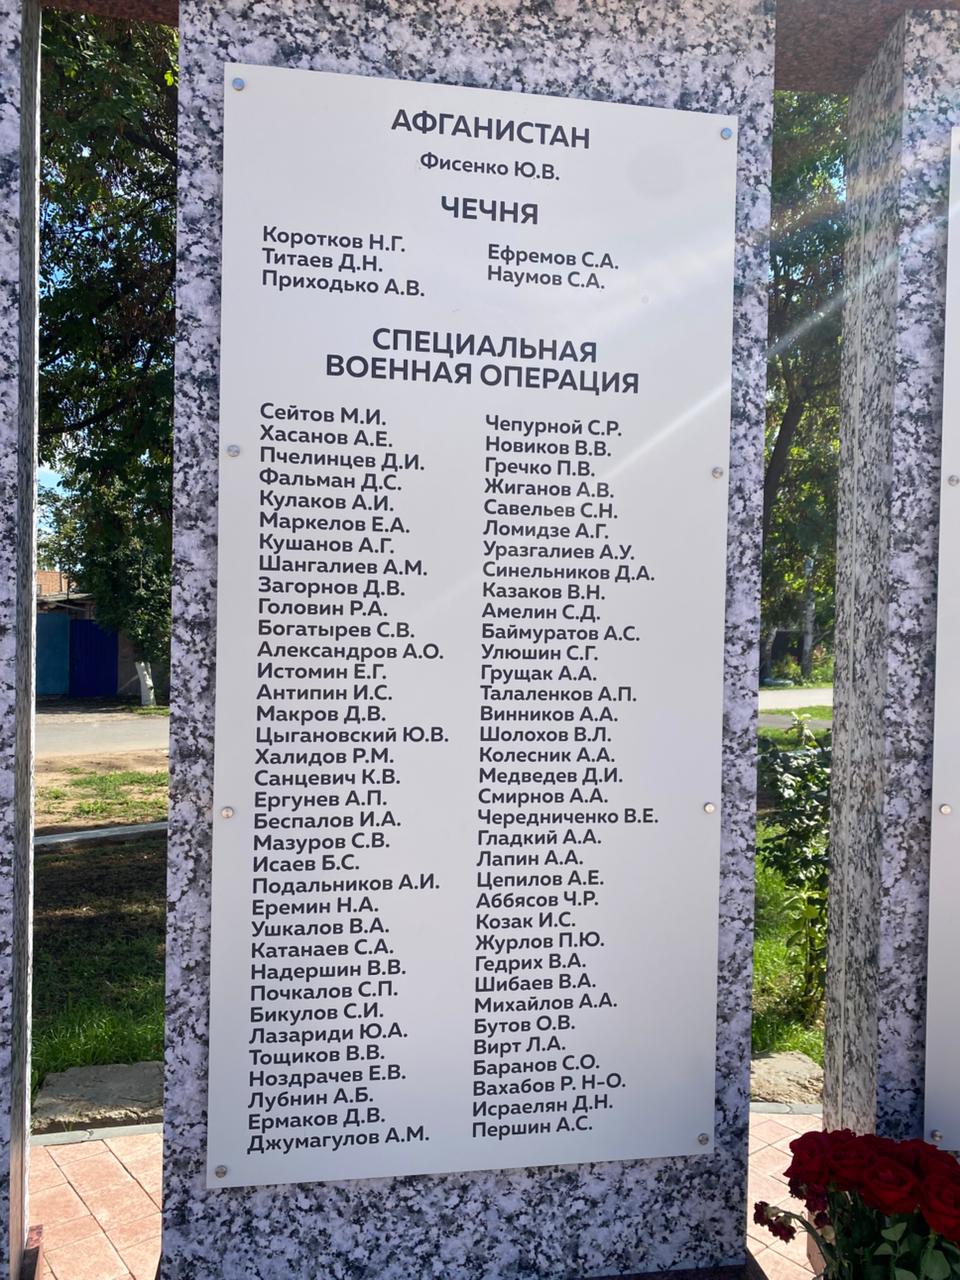 АФГАНИСТАН
Фисенко Ю.В.
ЧЕЧНЯ
Коротков Н.Г.
Титаев Д.Н.
Приходько А.В.
Ефремов С.А.
Наумов С.А.
СПЕЦИАЛЬНАЯ
ВОЕННАЯ ОПЕРАЦИЯ
Сейтов М.И.
Хасанов А.Е.
Пчелинцев Д.И.
Фальман Д.С.
Кулаков А.И.
Маркелов Е.А.
Кушанов А.Г.
Шангалиев А.М.
Загорнов Д.В.
Головин Р.А.
Богатырев С.В.
Александров А.О.
Истомин Е.Г.
Антипин И.С.
Макров Д.В.
Цыгановский Ю.В.
Халидов Р.М.
Санцевич К.В.
Ергунев А.П.
Беспалов И.А.
Мазуров С.В.
Исаев Б.С.
Подальников А.И.
Еремин Н.А.
Ушкалов В.А.
Катанаев С.А.
Надершин В.В.
Почкалов С.П.
Бикулов С.И.
Лазариди Ю.А.
Тощиков В.В.
Ноздрачев Е.В.
Лубнин А.Б.
Ермаков Д.В.
Джумагулов А.М.
Чепурной С.Р.
Новиков В.В.
Гречко П.В.
Жиганов А.В.
Савельев С.Н.
Ломидзе А.Г.
Уразгалиев А.У.
Синельников Д.А.
Казаков В.Н.
Амелин С.Д.
Баймуратов А.С.
Улюшин С.Г.
Грущак А.А.
Талаленков А.П.
Винников А.А.
Шолохов В.Л.
Колесник А.А.
Медведев Д.И.
Смирнов А.А.
Чередниченко В.Е.
Гладкий А.А.
Лапин А.А.
Цепилов А.Е.
Аббясов Ч.Р.
Козак И.С.
Журлов П.Ю.
Гедрих В.А.
Шибаев В.А.
Михайлов А.А.
Бутов О.В.
Вирт Л.А.
Баранов С.О.
Вахабов Р. Н-О.
Исраелян Д.Н.
Першин А.С.